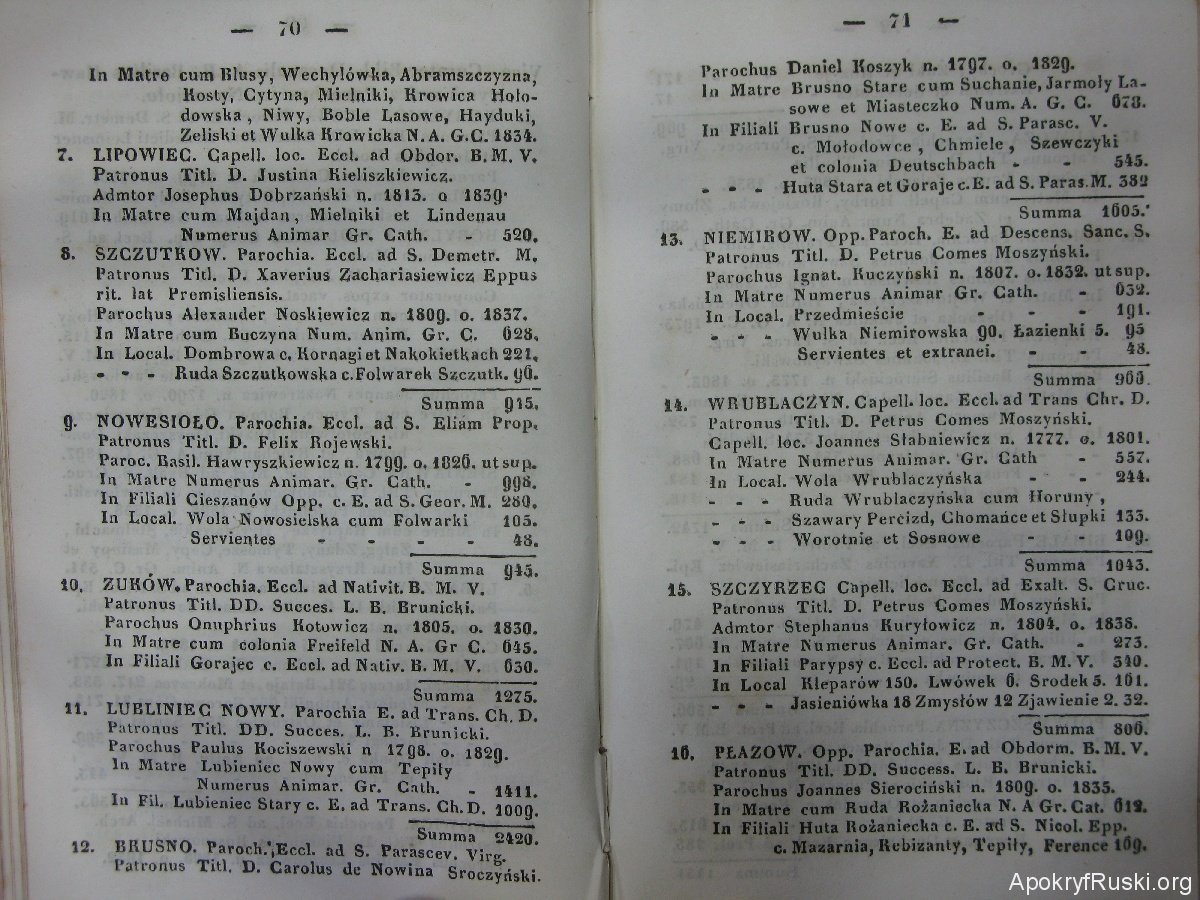 — 70 —
In Matre cum Blusy, Wechylówka, Abramszczyzna,
Kosty, Cytyna, Mielniki, Krowica Hoło-
dowska, Niwy, Boble Lasowe, Hayduki,
Zeliski et Wulka Krowicka N. A. G. C. 1834.
7. LIPOWIEC. Capell. loc. Eccl. ad Obdor. B. M. V.
Patronus Titl. D. Justina Kieliszkiewicz.
Admtor Josephus Dobrzański n. 1813. o 1839.
In Matre cum Majdan, Mielniki et Lindenau
Numerus Animar Gr. Cath. - 520.
8. SZCZUTKOW. Parochia. Eccl. ad S. Demetr. M.
Patronus Titl. D. Xaverius Zachariasiewicz Eppus
rit. lat Premisliensis.
Parochus Alexander Noskiewicz n. 1809. o. 1837.
In Matre cum Buczyna Num. Anim. Gr. C. 628.
In Local. Dombrowa c. Kornagi et Nakokietkach 221.
- - - Ruda Szczutkowska c. Folwarek Szczutk. 96.
Summa 945.
9. NOWESIOŁO. Parochia. Eccl. ad S. Eliam Prop.
Patronus Titl. D. Felix Rojewski.
Paroc. Basil. Hawryszkiewicz n. 1799. o. 1826. ut sup.
In Matre Numerus Animar. Gr. Cath. - 998.
In Filiali Cieszanów Opp. c. E. ad S. Geor. M. 280.
In Local. Wola Nowosielska cum Folwarki 105.
Servientes - - - - - 48.
Summa 945.
10. ZUKÓW. Parochia. Eccl. ad Nativit. B. M. V.
Patronus Titl. DD. Succes. L. B. Brunicki.
Parochus Onuphrius Kotowicz n. 1805. o. 1830.
In Matre cum colonia Freifeld N. A. Gr C. 645.
In Filiali Gorajec c. Eccl. ad Nativ. B. M. V. 630.
Summa 1275.
11. LUBLINIEC NOWY. Parochia E. ad Trans. Ch. D.
Patronus Titl. DD. Succes. L. B. Brunicki.
Parochus Paulus Kociszewski n 1798. o. 1829.
In Matre Lubieniec Nowy cum Tepiły
Numerus Animar. Gr. Cath. - 1411.
In Fil. Lubieniec Stary c. E. ad Trans. Ch. D. 1009.
Summa 2420.
12. BRUSNO. Paroch. Eccl. ad S. Parascev. Virg.
Patronus Titl. D. Carolus de Nowina Sroczyński.
— 71 —
Parochus Daniel Koszyk n. 1797. o. 1829.
In Matre Brusno Stare cum Suchanie, Jarmoły La-
sowe et Miasteczko Num. A. G. C. 678.
In Filiali Brusno Nowe c. E. ad S. Parasc. V.
c. Mołodowce, Chmiele, Szewczyki
et colonia Deutschbach - - 545.
- - - Huta Stara et Goraje c. E. ad S. Paras. M. 382
Summa 1605.
13. NIEMIROW. Opp. Paroch. E. ad Descens. Sanc. S.
Patronus Titl. D. Petrus Comes Moszyński.
Parochus Ignat. Kuczyński n. 1807. o. 1832. ut sup.
In Matre Numerus Animar Gr. Cath. - 632.
In Local. Przedmieście - - - 191.
- - - Wulka Niemirowska 90. Łazienki 5. 95
Servientes et extranei. - - 48.
Summa 966.
14. WRUBLACZYN. Capell. loc. Eccl. ad Trans Chr. D.
Patronus Titl. D. Petrus Comes Moszyński.
Capell. loc. Joannes Słabniewicz n. 1777. o. 1801.
In Matre Numerus Animar. Gr. Cath - 557.
In Local. Wola Wrublaczyńska - - 244.
- - - Ruda Wrublaczyńska cum Horuny,
- - - Szawary Percizd, Chomańce et Słupki 133.
- - - Worotnie et Sosnowe - - 109.
Summa 1043.
15. SZCZYRZEC Capell. loc. Eccl. ad Exalt. S. Cruc.
Patronus Titl. D. Petrus Comes Moszyński.
Admtor Stephanus Kuryłowicz n. 1804. o. 1838.
In Matre Numerus Animar. Gr. Cath. - 273.
In Filiali Parypsy c. Eccl. ad Protect. B. M. V. 340.
In Local Kleparów 150. Lwówek 6. Srodek 5. 161.
- - - Jasieniówka 18 Zmysłów 12 Zjawienie 2. 32.
Summa 806.
16. PŁAZOW. Opp. Parochia. E. ad Obdorm. B. M. V.
Patronus Titl. DD. Success. L. B. Brunicki.
Parochus Joannes Sierociński n. 1809. o. 1835.
In Matre cum Ruda Rożaniecka N. A Gr. Cat. 612.
In Filiali Huta Rożaniecka c. E. ad S. Nicol. Epp.
c. Mazarnia, Rebizanty, Tepiły, Ference 169.
ApokryfRuski.org